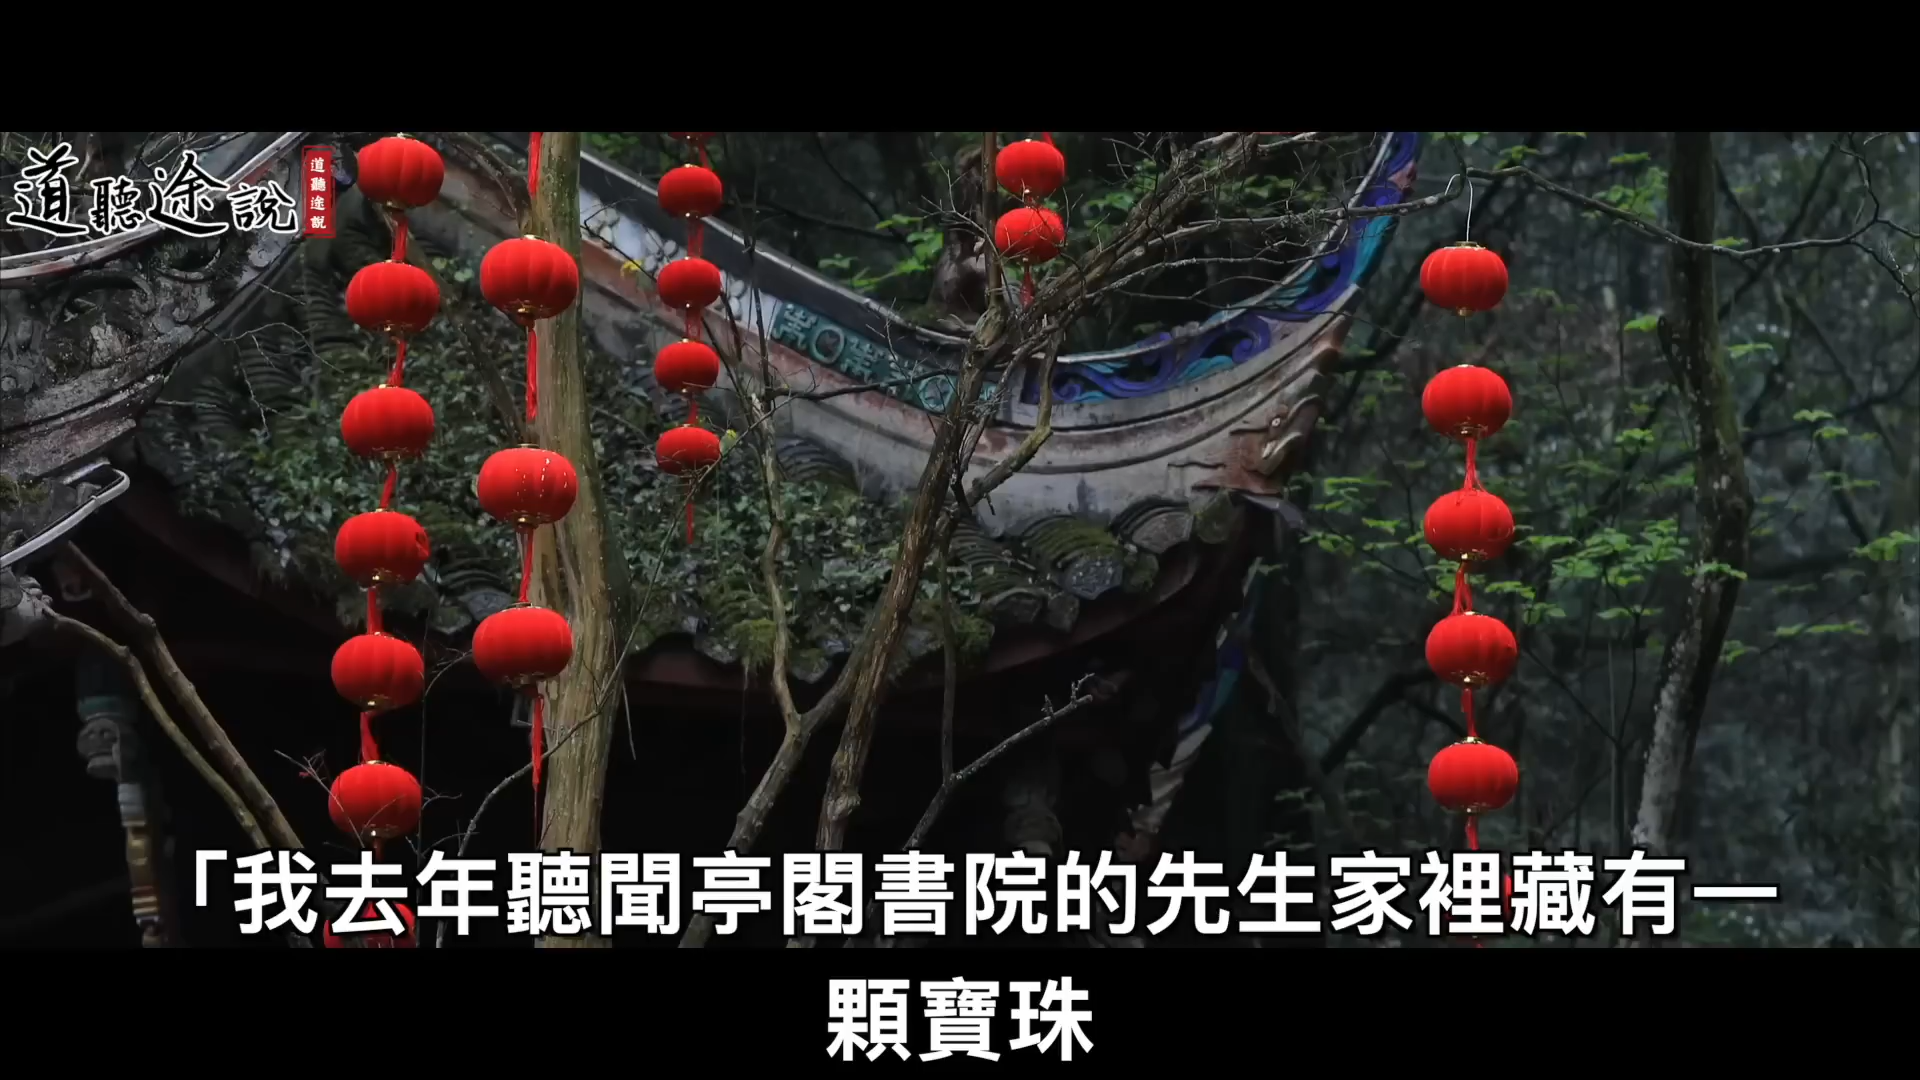 道聽途說
道聽途說
「我去年聽聞亭閣書院的先生家裡藏有一
顆寶珠